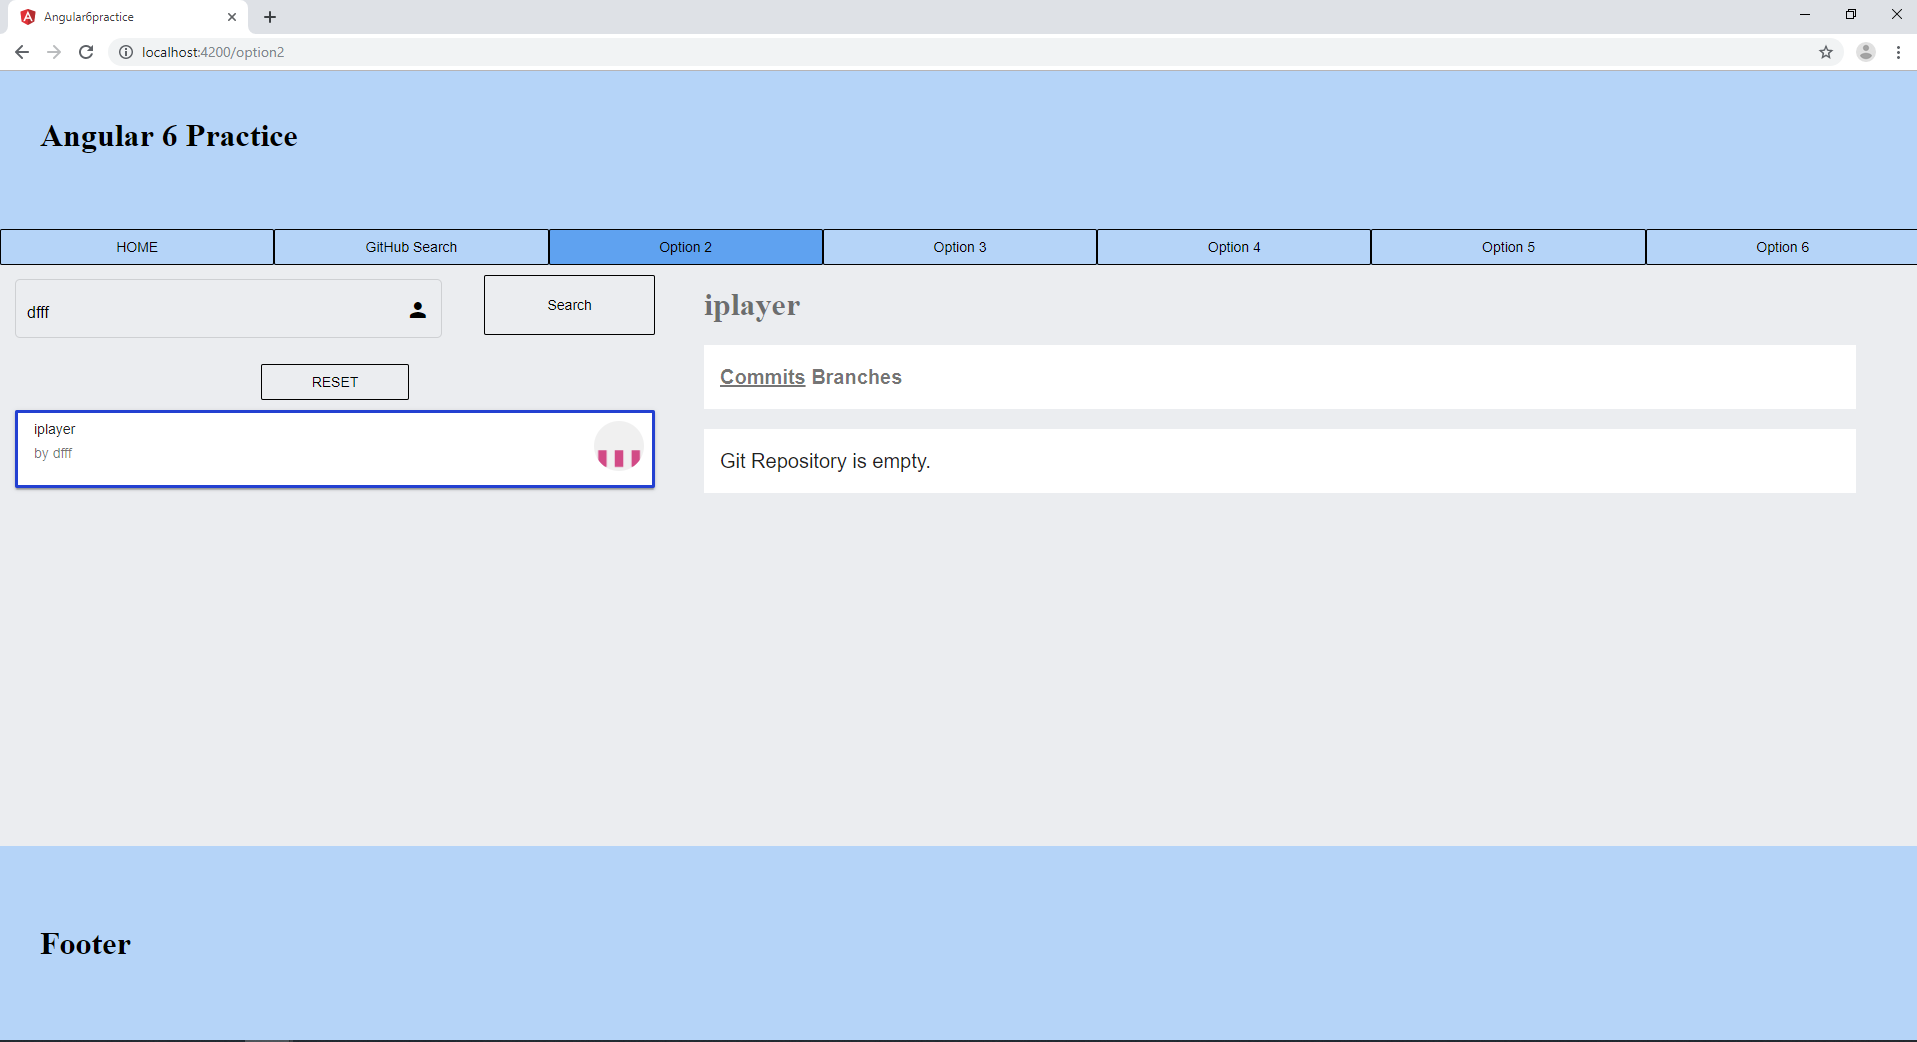 Angular6practice
localhost:4200/option2
Angular 6 Practice
HOME GitHub Search Option 2 Option 3 Option 4 Option 5 Option 6
dfff
Search
RESET
iplayer
by dfff
iplayer
Commits Branches
Git Repository is empty.
Footer